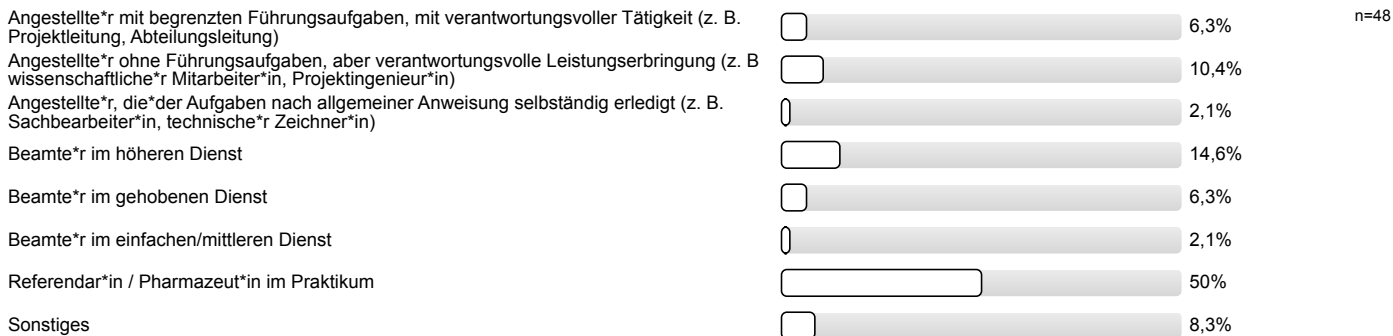 Angestellte*r mit begrenzten Führungsaufgaben, mit verantwortungsvoller Tätigkeit (z. B.
Projektleitung, Abteilungsleitung)
6,3%
n=48
Angestellte*r ohne Führungsaufgaben, aber verantwortungsvolle Leistungserbringung (z. B
wissenschaftliche*r Mitarbeiter*in, Projektingenieur*in)
10,4%
Angestellte*r, die*der Aufgaben nach allgemeiner Anweisung selbständig erledigt (z. B.
Sachbearbeiter*in, technische*r Zeichner*in)
2,1%
Beamte*r im höheren Dienst
14,6%
Beamte*r im gehobenen Dienst
6,3%
Beamte*r im einfachen/mittleren Dienst
2,1%
Referendar*in / Pharmazeut*in im Praktikum
50%
Sonstiges
8,3%